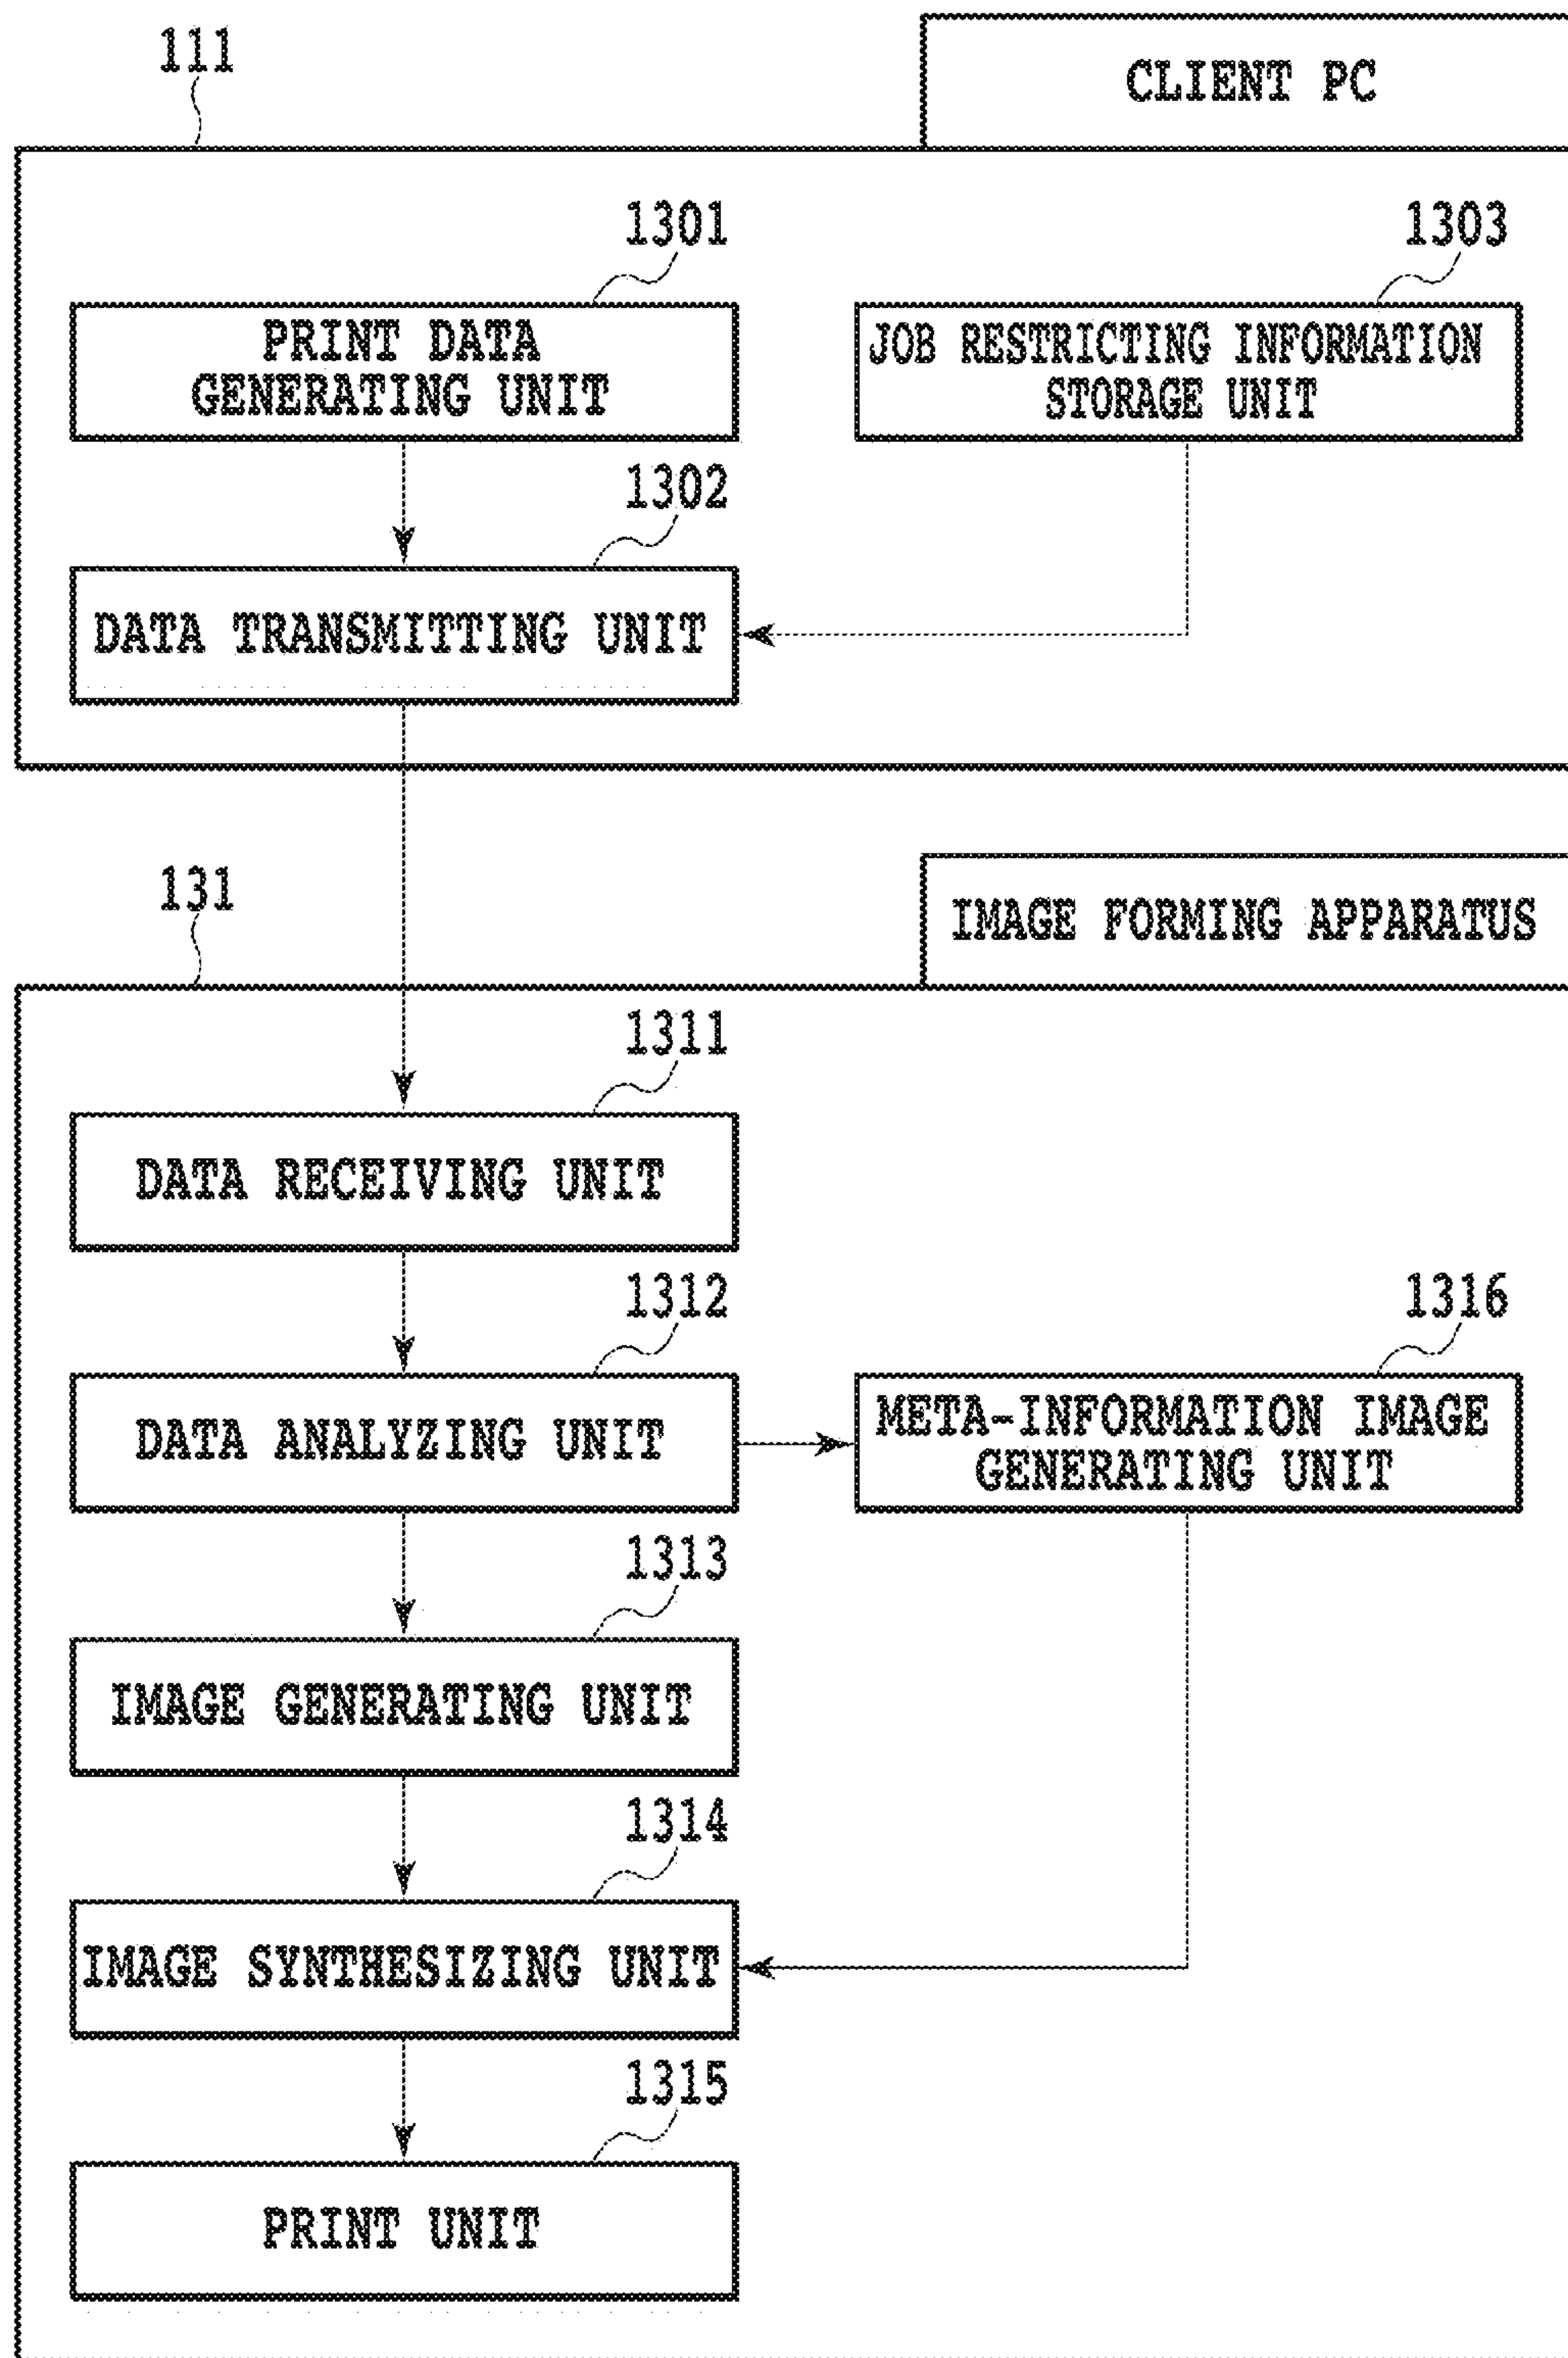 111
CLIENT PC
1301
1303
PRINT DATA
GENERATING UNIT
JOB RESTRICTING INFORMATION
STORAGE UNIT
1302
DATA TRANSMITTING UNIT
131
IMAGE FORMING APPARATUS
1311
DATA RECEIVING UNIT
1312
1316
DATA ANALYZING UNIT
META-INFORMATION IMAGE
GENERATING UNIT
1313
IMAGE GENERATING UNIT
1314
IMAGE SYNTHESIZING UNIT
1315
PRINT UNIT